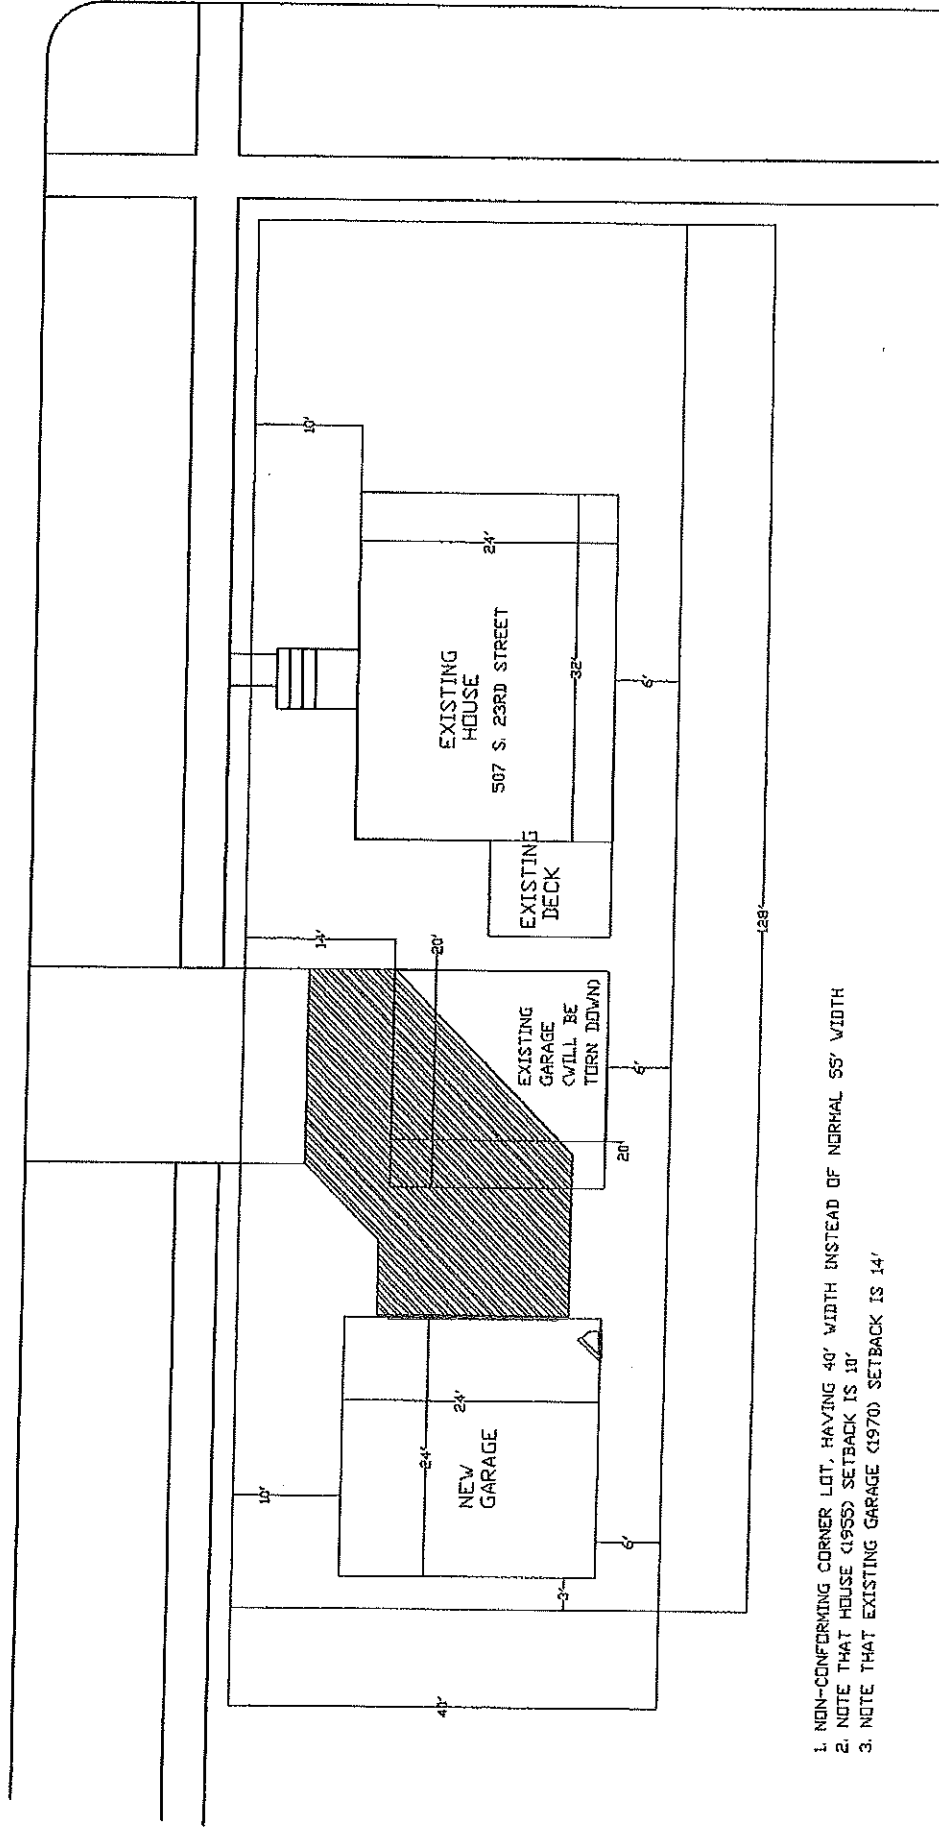 10'
24'
EXISTING
HOUSE
507 S. 23RD STREET
32'
6'
EXISTING
DECK
14'
20'
EXISTING
GARAGE
(WILL BE
TORN DOWN)
20'
6'
128'
24'
24'
NEW
GARAGE
10'
6'
3'
40'
1. NON-CONFORMING CORNER LOT, HAVING 40' WIDTH INSTEAD OF NORMAL 55' WIDTH
2. NOTE THAT HOUSE (1955) SETBACK IS 10'
3. NOTE THAT EXISTING GARAGE (1970) SETBACK IS 14'